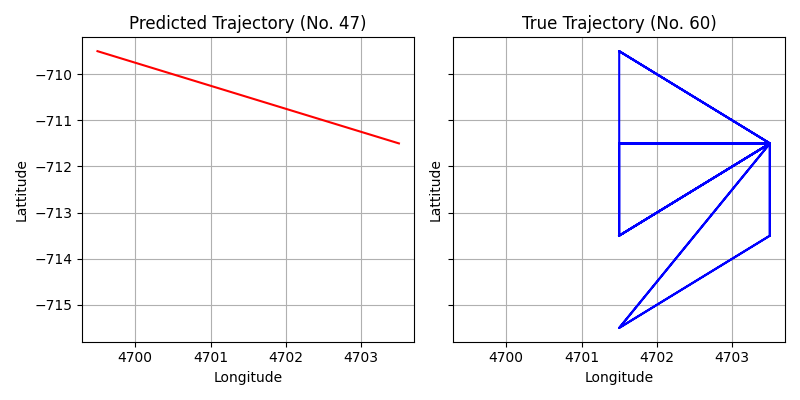 Predicted Trajectory (No. 47)
True Trajectory (No. 60)
Lattitude
−710
−711
−712
−713
−714
−715
4700
4701
4702
4703
Longitude
Lattitude
4700
4701
4702
4703
Longitude